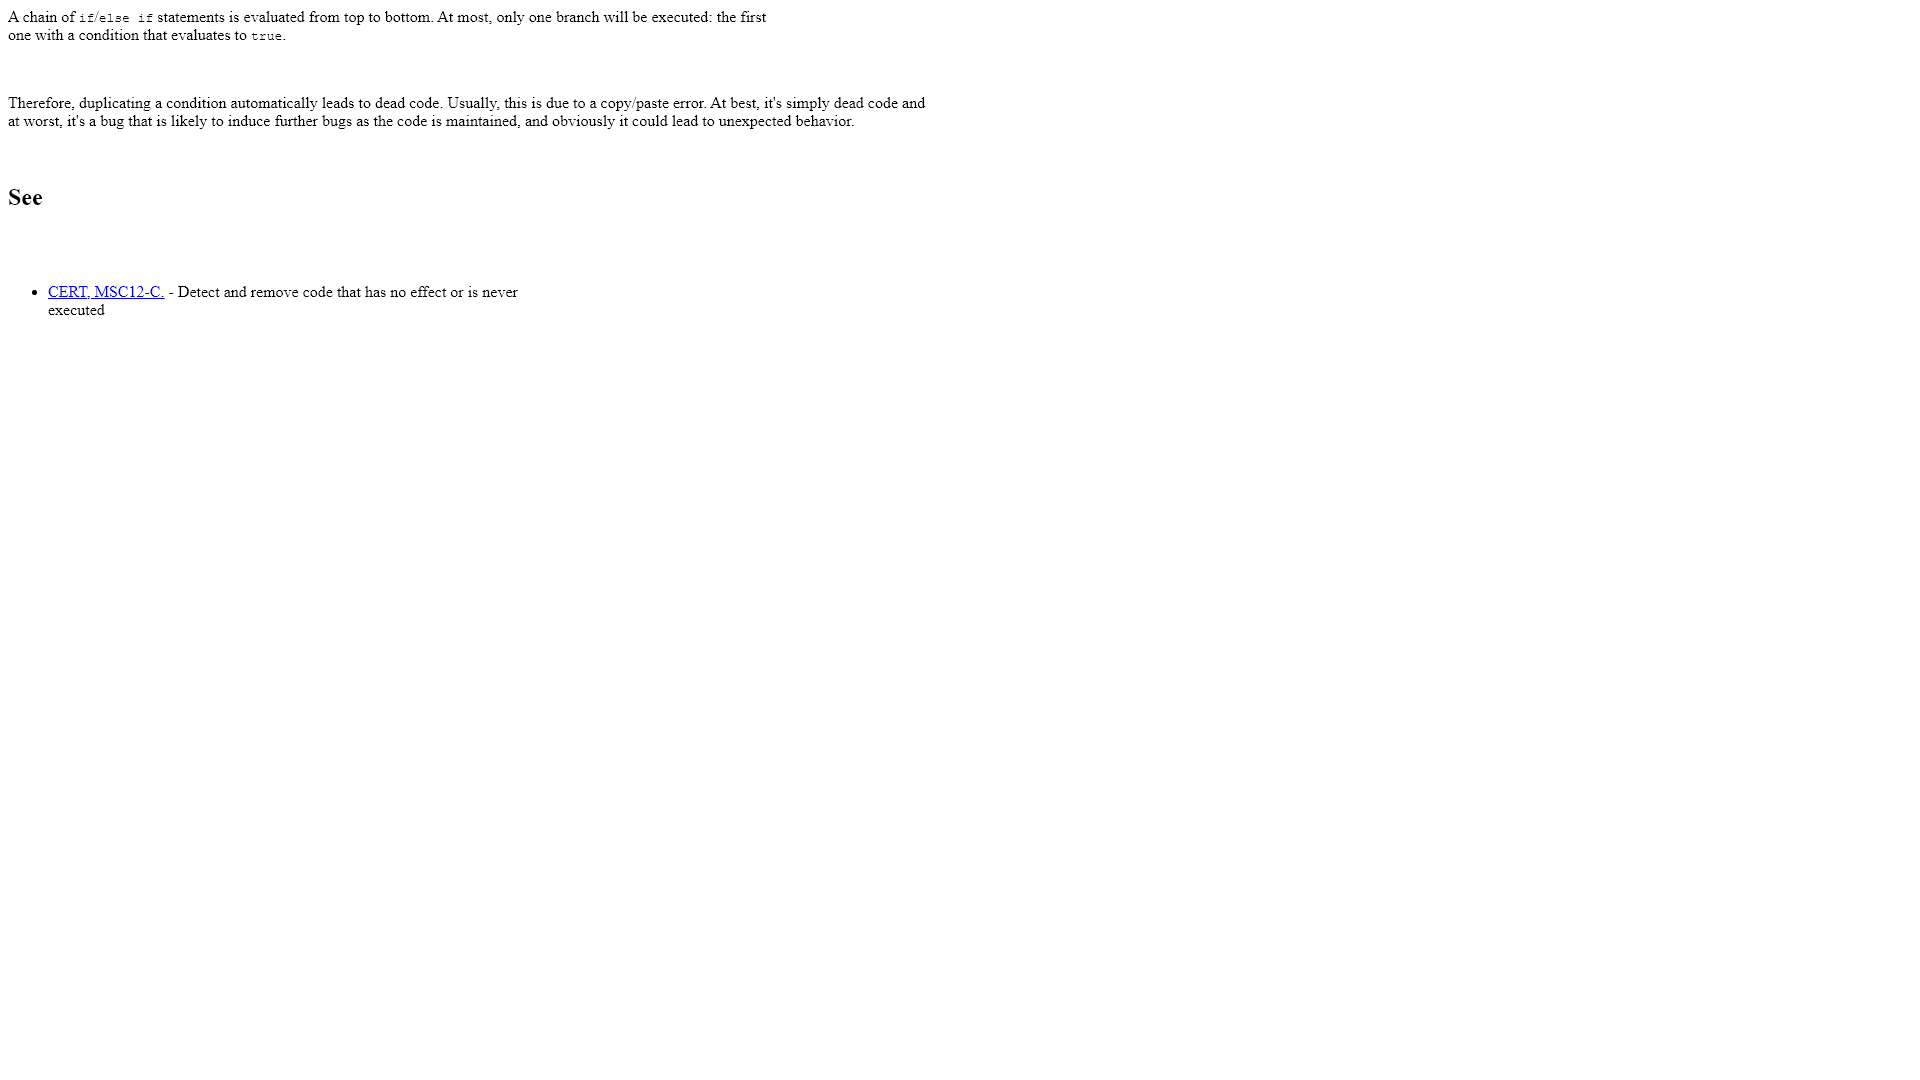 A chain of if/else if statements is evaluated from top to bottom. At most, only one branch will be executed: the first
one with a condition that evaluates to true.
Therefore, duplicating a condition automatically leads to dead code. Usually, this is due to a copy/paste error. At best, it's simply dead code and
at worst, it's a bug that is likely to induce further bugs as the code is maintained, and obviously it could lead to unexpected behavior.
See
• CERT, MSC12-C. - Detect and remove code that has no effect or is never
executed